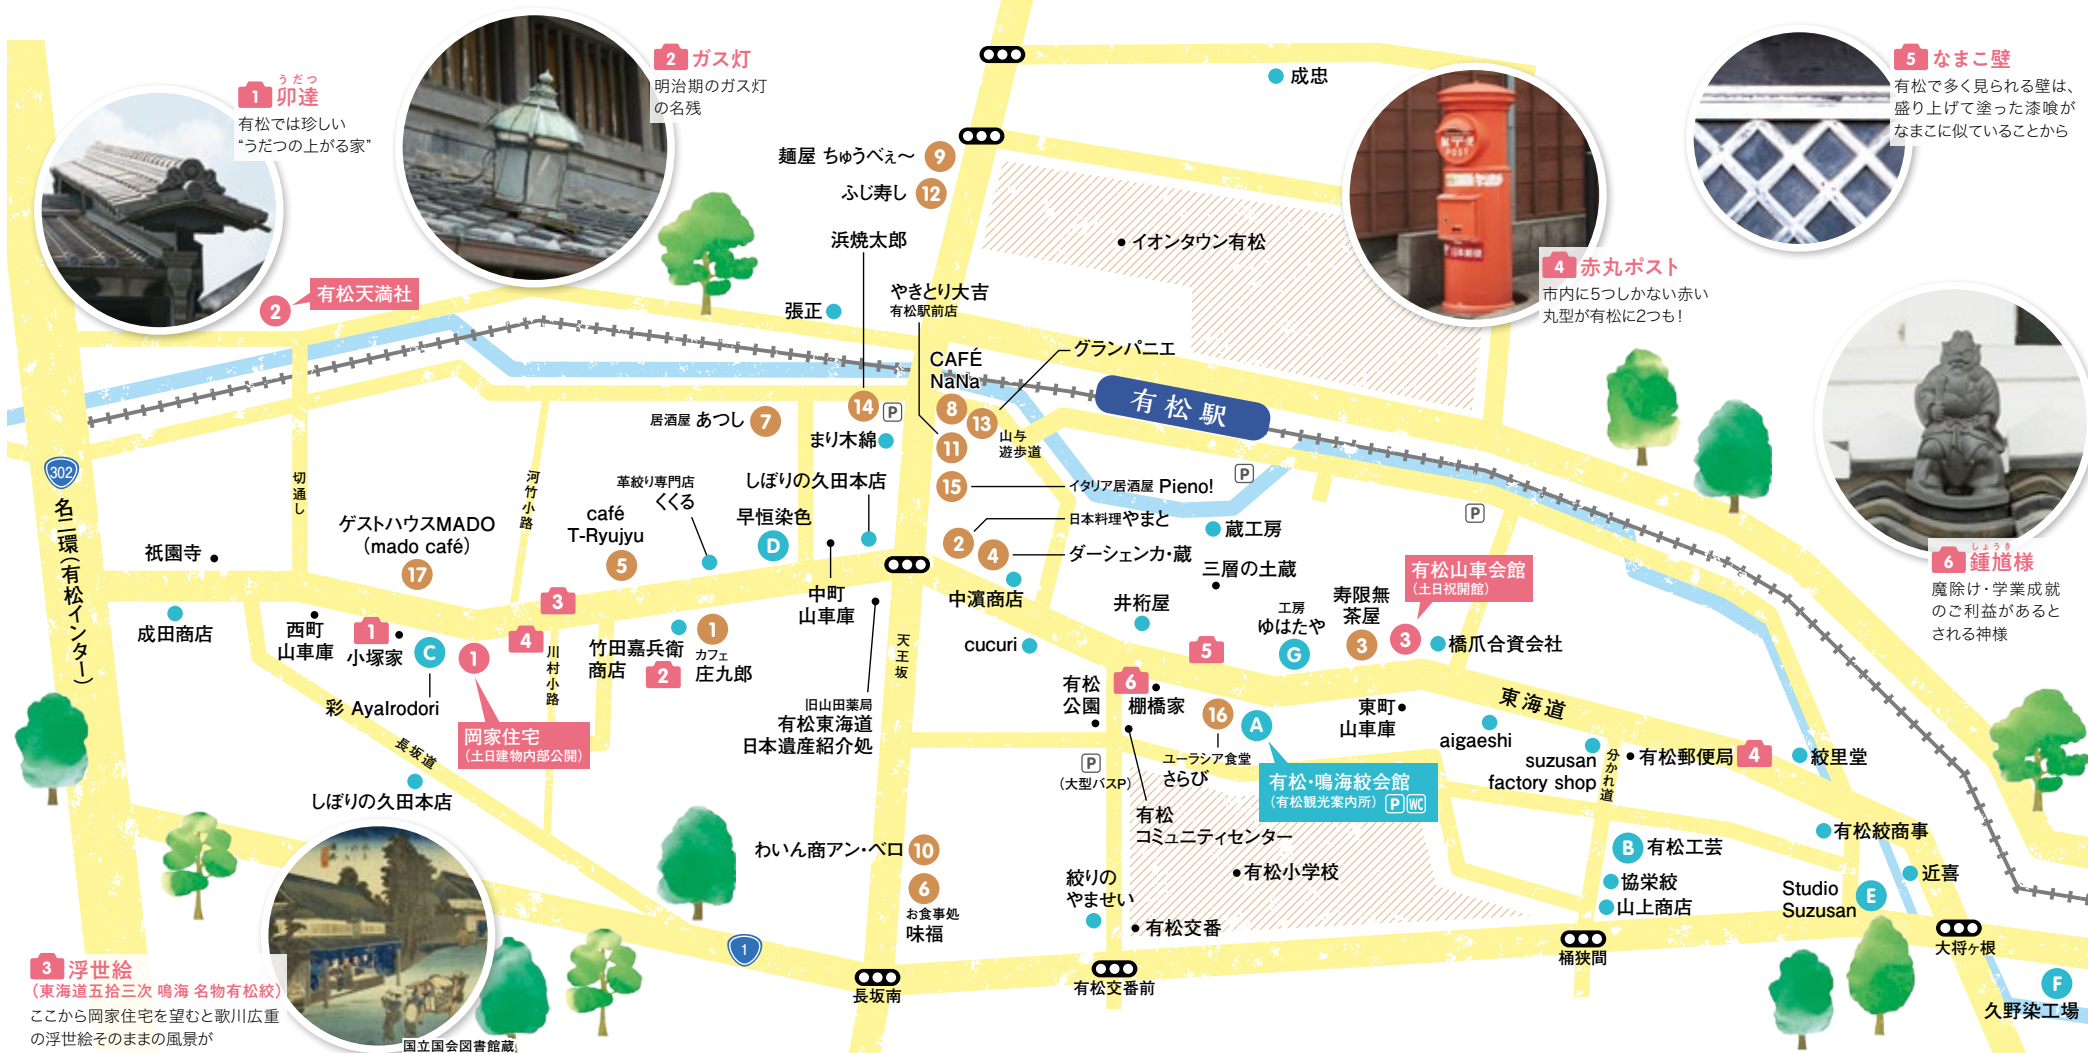 1 卯達
うだつ
有松では珍しい
“うだつの上がる家”
2 ガス灯
明治期のガス灯
の名残
5 なまこ壁
有松で多く見られる壁は、
盛り上げて塗った漆喰が
なまこに似ていることから
4 赤丸ポスト
市内に5つしかない赤い
丸型が有松に2つも!
POST
6 鍾馗様
しょうき
魔除け・学業成就
のご利益があると
される神様
3 浮世絵
(東海道五拾三次 鳴海 名物有松絞)
ここから岡家住宅を望むと歌川広重
の浮世絵そのままの風景が
国立国会図書館蔵
成忠
麺屋 ちゅうべぇ〜 9
ふじ寿し 12
浜焼太郎
イオンタウン有松
2 有松天満社
張正
やきとり大吉
有松駅前店
CAFÉ
NaNa
グランパニエ
有松駅
14 P
8
13
山与
遊歩道
11
居酒屋 あつし 7
まり木綿
302
名二環(有松インター)
切通し
河竹小路
革絞り専門店
くくる
しぼりの久田本店
15 イタリア居酒屋 Pieno!
P
P
ゲストハウスMADO
(mado café)
17
café
T-Ryujyu
5
早恒染色
D
2 日本料理やまと
4 ダーシェンカ・蔵
蔵工房
祇園寺
三層の土蔵
有松山車会館
(土日祝開館)
3
成田商店
西町
山車庫
1
小塚家
C
彩 AyaIrodori
1
岡家住宅
(土日建物内部公開)
3
4
川村小路
竹田嘉兵衛
商店
2
1
カフェ
庄九郎
中町
山車庫
天王坂
旧山田薬局
有松東海道
日本遺産紹介処
中濵商店
cucuri
井桁屋
工房
ゆはたや
G
寿限無
茶屋
3
橋爪合資会社
5
有松
公園
6
棚橋家
16
ユーラシア食堂
さらび
A
有松・鳴海絞会館
(有松観光案内所) P WC
東町
山車庫
東海道
aigaeshi
suzusan
factory shop
分かれ道
有松郵便局 4
絞里堂
長坂道
しぼりの久田本店
P
(大型バスP)
有松
コミュニティセンター
わいん商アン・ベロ 10
6
お食事処
味福
有松小学校
絞りの
やませい
有松交番
B 有松工芸
協栄絞
山上商店
有松絞商事
近喜
Studio
Suzusan
E
1
長坂南
有松交番前
桶狭間
大将ヶ根
F
久野染工場